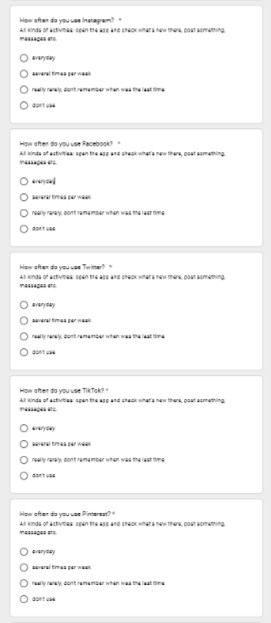 How often do you use Instagram? *
All kinds of activities: open the app and check what's new there, post something,
messages etc.
everyday
several times per week
really rarely, dont remember when was the last time
don't use
How often do you use Facebook? *
All kinds of activities: open the app and check what's new there, post something,
messages etc.
everyday
several times per week
really rarely, dont remember when was the last time
dont use
How often do you use Twitter? *
All kinds of activities: open the app and check what's new there, post something,
messages etc.
everyday
several times per week
really rarely, dont remember when was the last time
don't use
How often do you use TikTok? *
All kinds of activities: open the app and check what's new there, post something,
messages etc.
everyday
several times per week
really rarely, dont remember when was the last time
don't use
How often do you use Pinterest? *
All kinds of activities: open the app and check what's new there, post something,
messages etc.
everyday
several times per week
really rarely, dont remember when was the last time
don't use